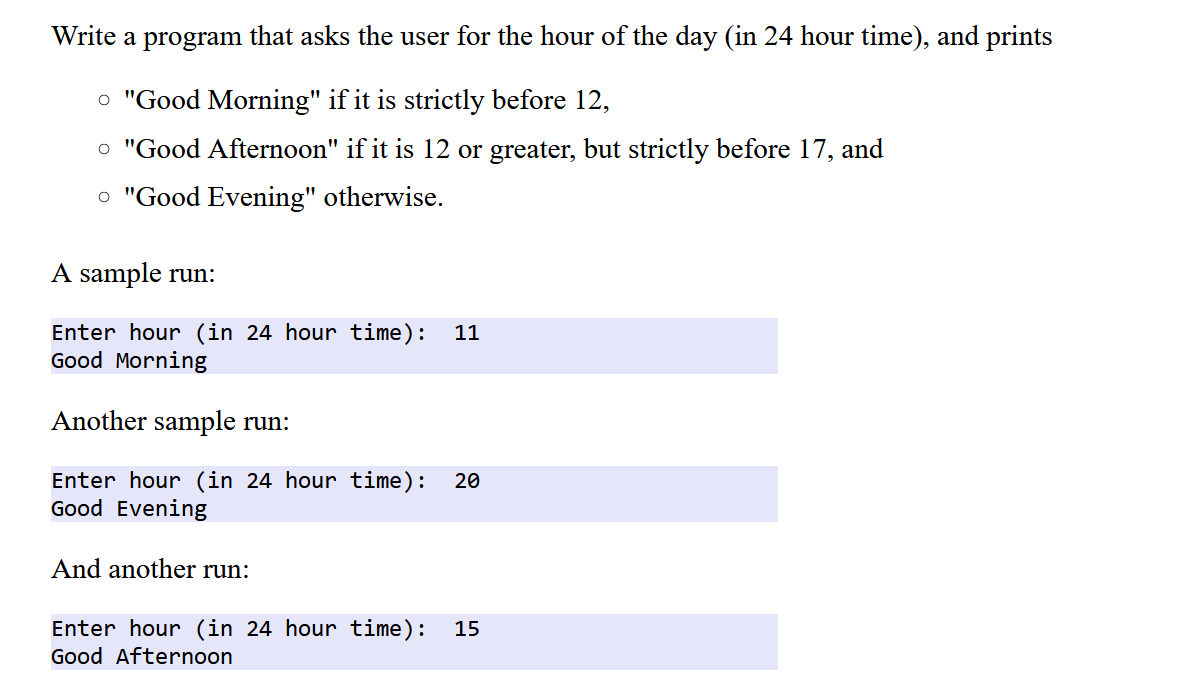 Write a program that asks the user for the hour of the day (in 24 hour time), and prints
"Good Morning" if it is strictly before 12,
"Good Afternoon" if it is 12 or greater, but strictly before 17, and
"Good Evening" otherwise.
A sample run:
Enter hour (in 24 hour time):  11
Good Morning
Another sample run:
Enter hour (in 24 hour time):  20
Good Evening
And another run:
Enter hour (in 24 hour time):  15
Good Afternoon